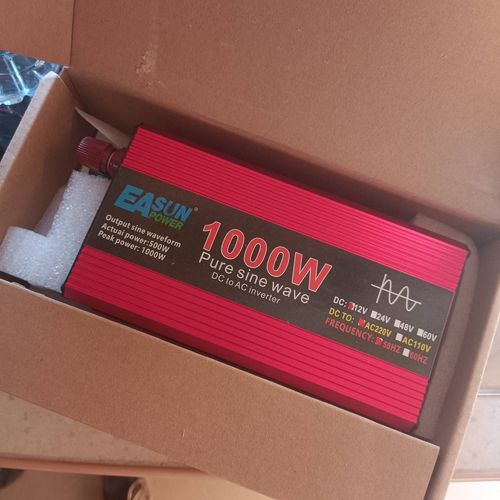 EASUN®
POWER
Output sine waveform
Actuai power:500W
Peak power: 1000W
1000W
Pure sine wave
DC to AC inverter
DC: 12V 24V 48V 60V
DC TO: AC220V AC110V
FREQUENCY: 50HZ 60HZ